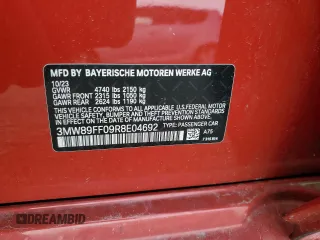 MFD BY BAYERISCHE MOTOREN WERKE AG
10/23
GVWR 4740 lbs 2150 kg
GAWR FRONT 2315 lbs 1050 kg
GAWR REAR 2624 lbs 1190 kg
THIS VEHICLE CONFORMS TO ALL APPLICABLE FEDERAL MOTOR VEHICLE SAFETY, BUMPER, AND THEFT PREVENTION STANDARDS IN EFFECT ON THE DATE OF MANUFACTURE SHOWN ABOVE.
3MW89FF09R8E04692 TYPE: PASSENGER CAR
A75
© DREAMBID